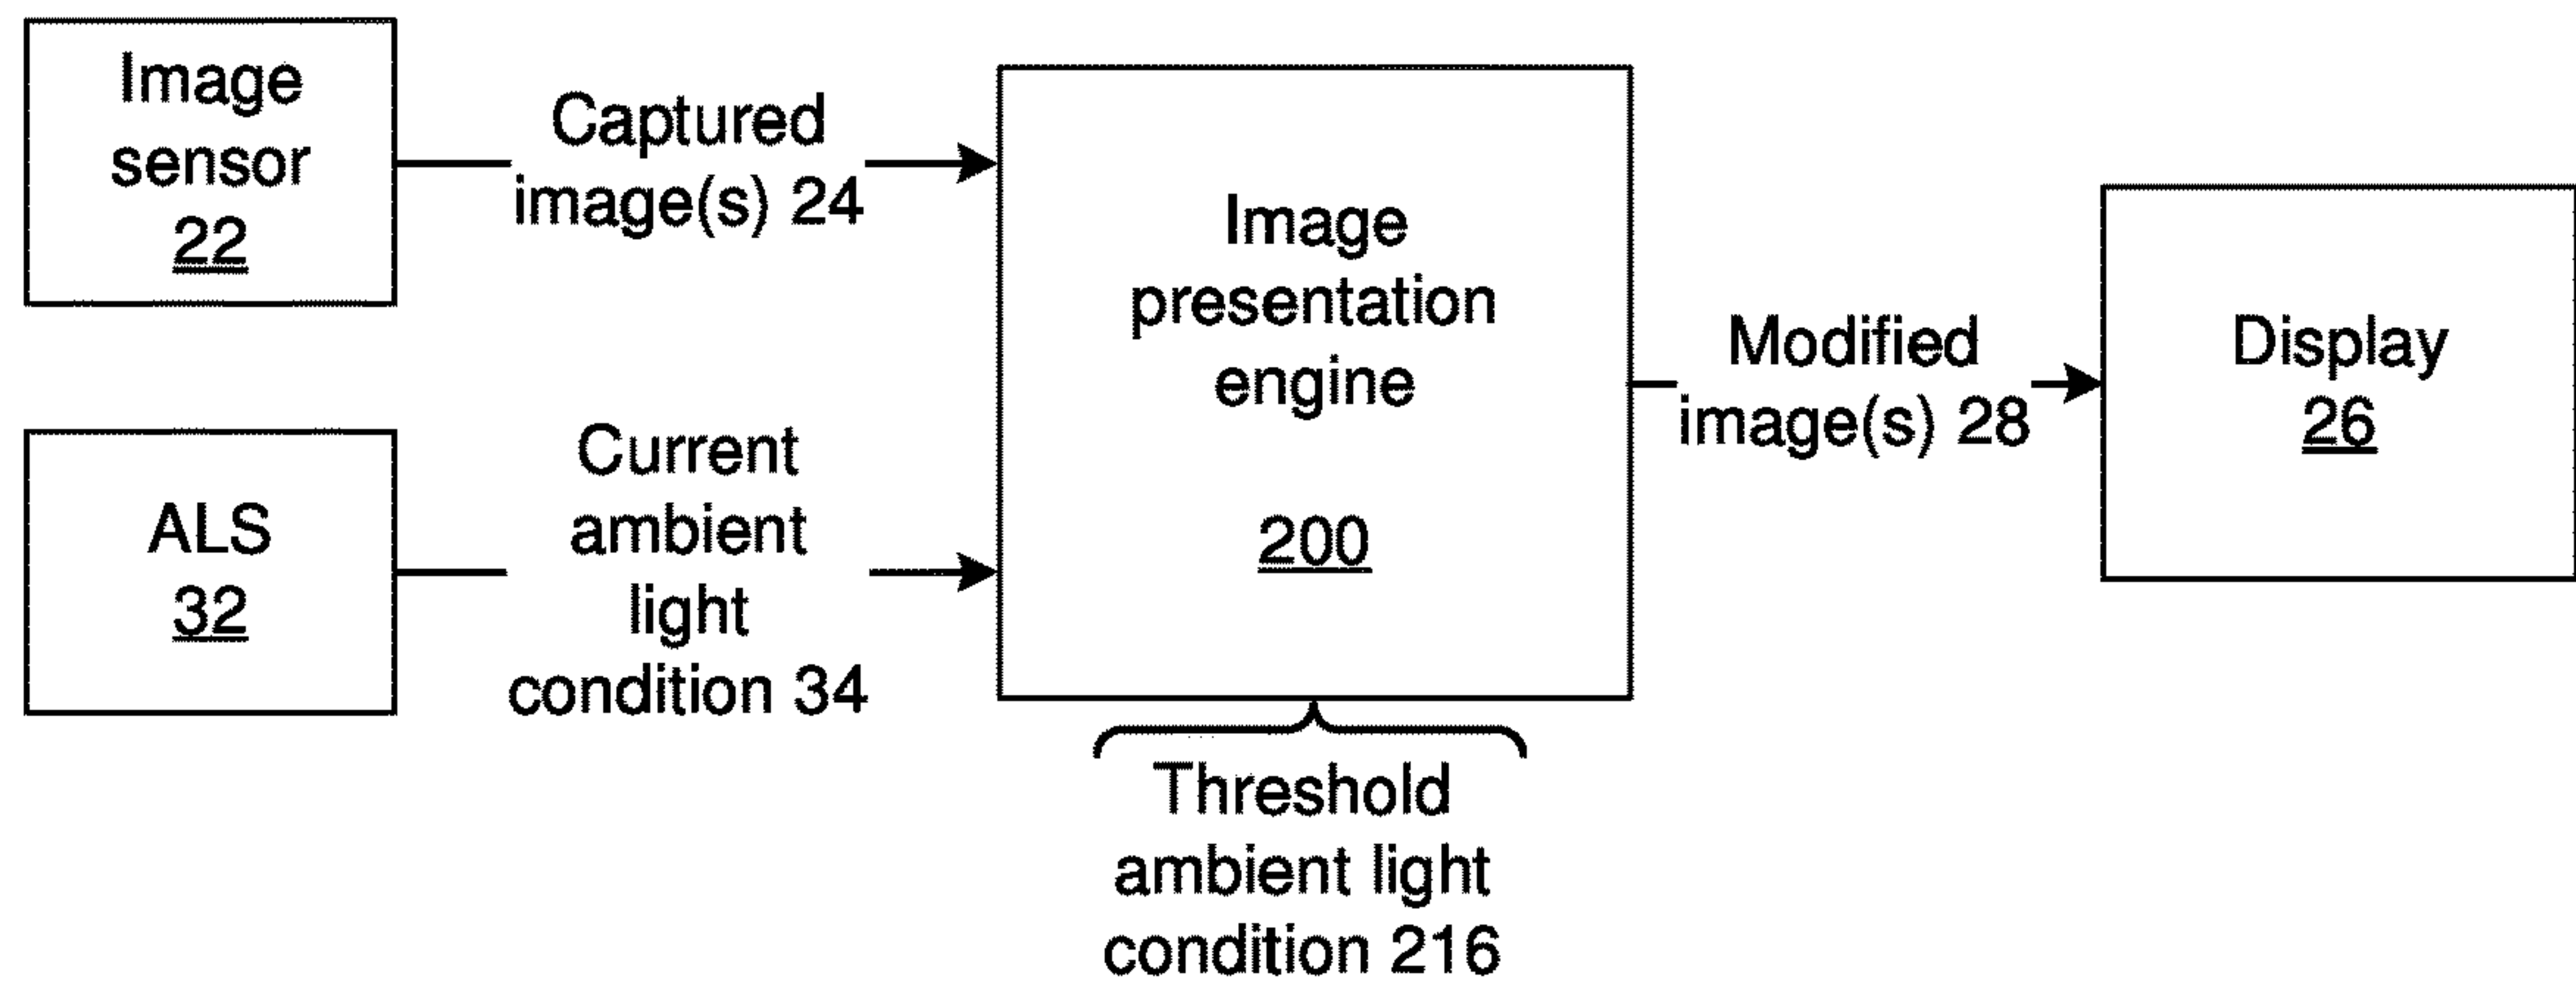 Image
sensor
22
Captured
image(s) 24
ALS
32
Current
ambient
light
condition 34
Image
presentation
engine
200
Threshold
ambient light
condition 216
Modified
image(s) 28
Display
26